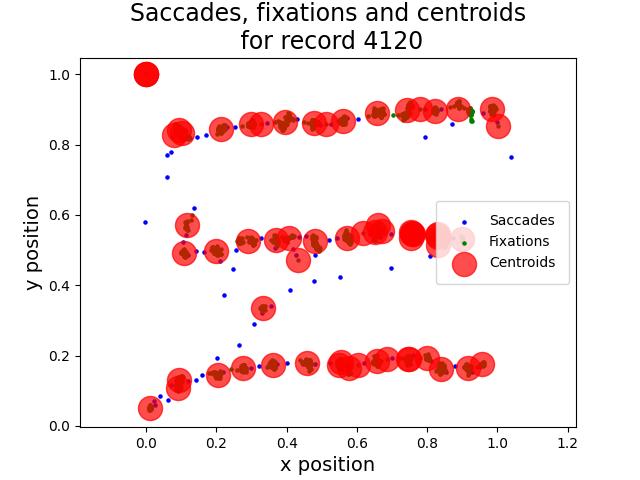 Saccades, fixations and centroids
for record 4120
y position
1.0
0.8
0.6
0.4
0.2
0.0
Saccades
Fixations
Centroids
0.0 0.2 0.4 0.6 0.8 1.0 1.2
x position